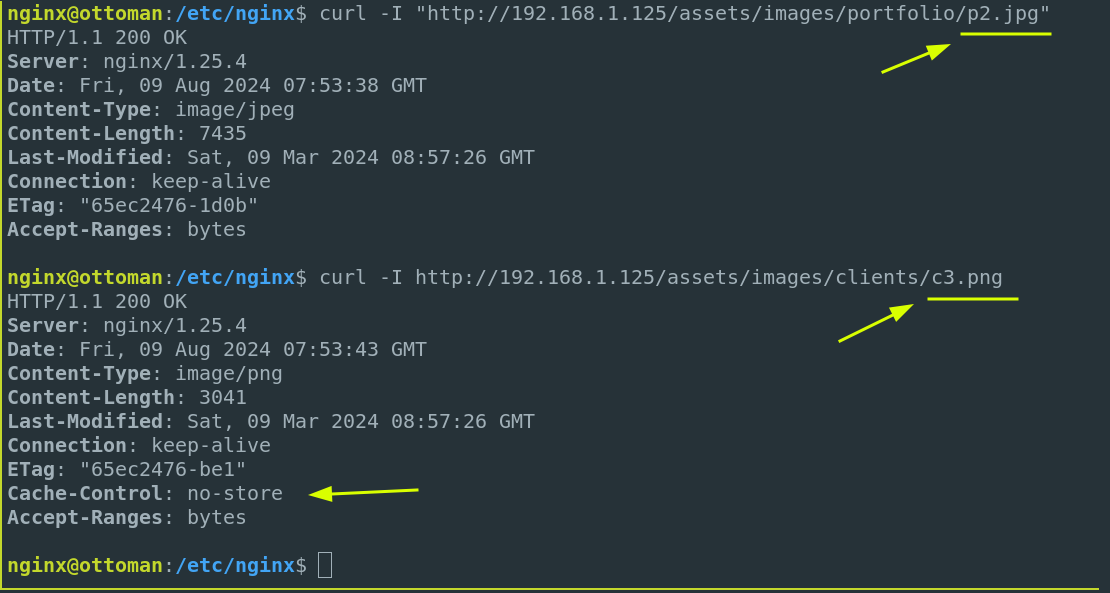 nginx@ottoman:/etc/nginx$ curl -I "http://192.168.1.125/assets/images/portfolio/p2.jpg"
HTTP/1.1 200 OK
Server: nginx/1.25.4
Date: Fri, 09 Aug 2024 07:53:38 GMT
Content-Type: image/jpeg
Content-Length: 7435
Last-Modified: Sat, 09 Mar 2024 08:57:26 GMT
Connection: keep-alive
ETag: "65ec2476-1d0b"
Accept-Ranges: bytes
nginx@ottoman:/etc/nginx$ curl -I http://192.168.1.125/assets/images/clients/c3.png
HTTP/1.1 200 OK
Server: nginx/1.25.4
Date: Fri, 09 Aug 2024 07:53:43 GMT
Content-Type: image/png
Content-Length: 3041
Last-Modified: Sat, 09 Mar 2024 08:57:26 GMT
Connection: keep-alive
ETag: "65ec2476-be1"
Cache-Control: no-store
Accept-Ranges: bytes
nginx@ottoman:/etc/nginx$